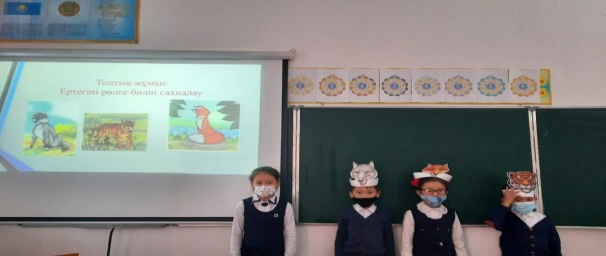 Топтық жұмыс
Ертегіні рөлге бөліп сахналау